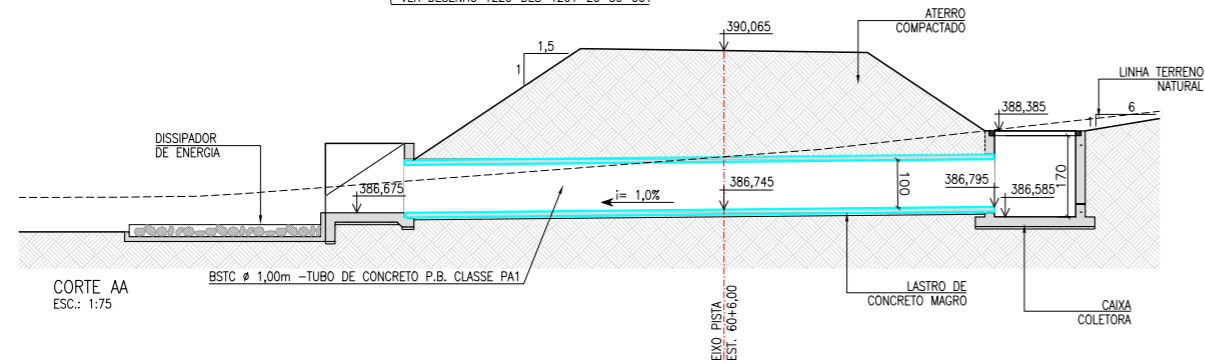 390,065
ATERRO
COMPACTADO
1,5
1
LINHA TERRENO
NATURAL
388,385
1
6
DISSIPADOR
DE ENERGIA
386,675
386,745
100
386,795
386,585
170
i= 1,0%
BSTC ø 1,00m -TUBO DE CONCRETO P.B. CLASSE PA1
CORTE AA
ESC.: 1:75
LASTRO DE
CONCRETO MAGRO
CAIXA
COLETORA
EIXO PISTA
EST. 60+6,00